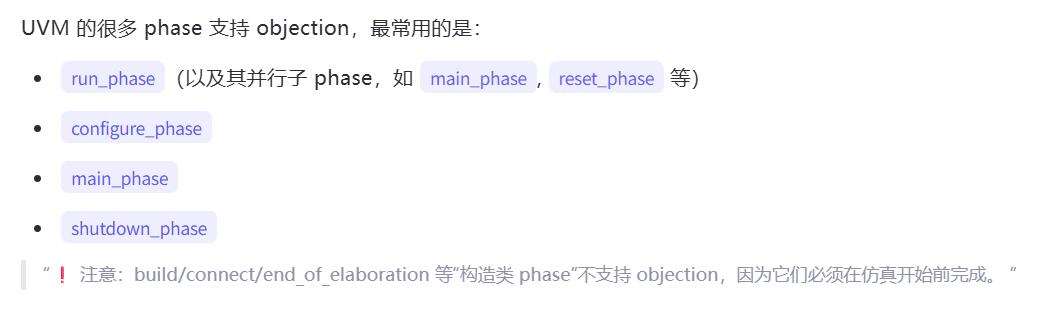 UVM 的很多 phase 支持 objection，最常用的是：
• run_phase （以及其并行子 phase，如 main_phase, reset_phase 等）
• configure_phase
• main_phase
• shutdown_phase
“❗ 注意：build/connect/end_of_elaboration 等“构造类 phase”不支持 objection，因为它们必须在仿真开始前完成。 ”